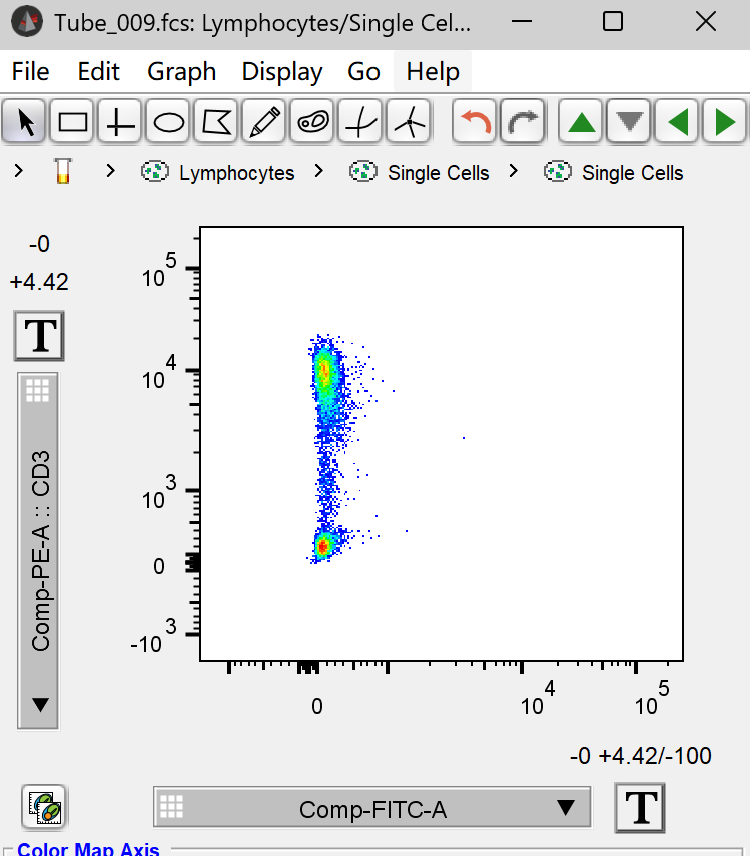 Tube_009.fcs: Lymphocytes/Single Cel...
File Edit Graph Display Go Help
Lymphocytes Single Cells Single Cells
-0
+4.42
T
Comp-PE-A :: CD3
10^5
10^4
10^3
0
-10^3
0 10^4 10^5
-0 +4.42/-100
Comp-FITC-A
T
Color Map Axis